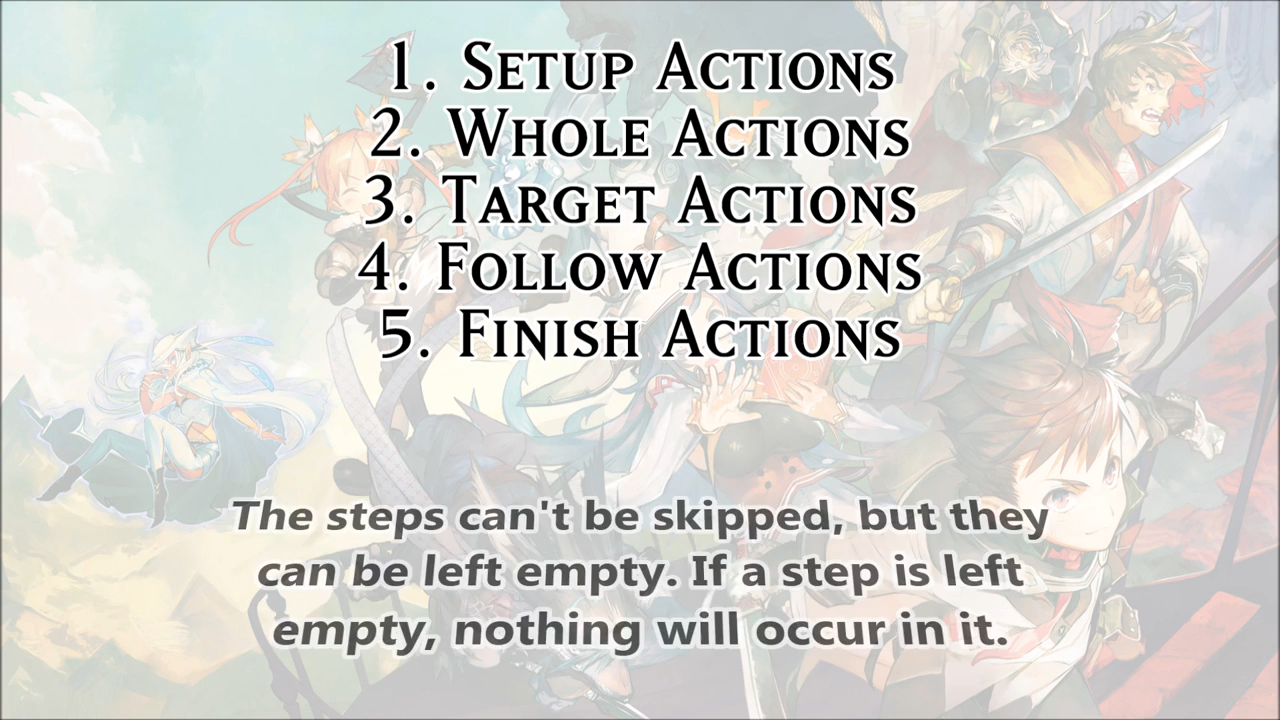 1. Setup Actions
2. Whole Actions
3. Target Actions
4. Follow Actions
5. Finish Actions
The steps can't be skipped, but they
can be left empty. If a step is left
empty, nothing will occur in it.